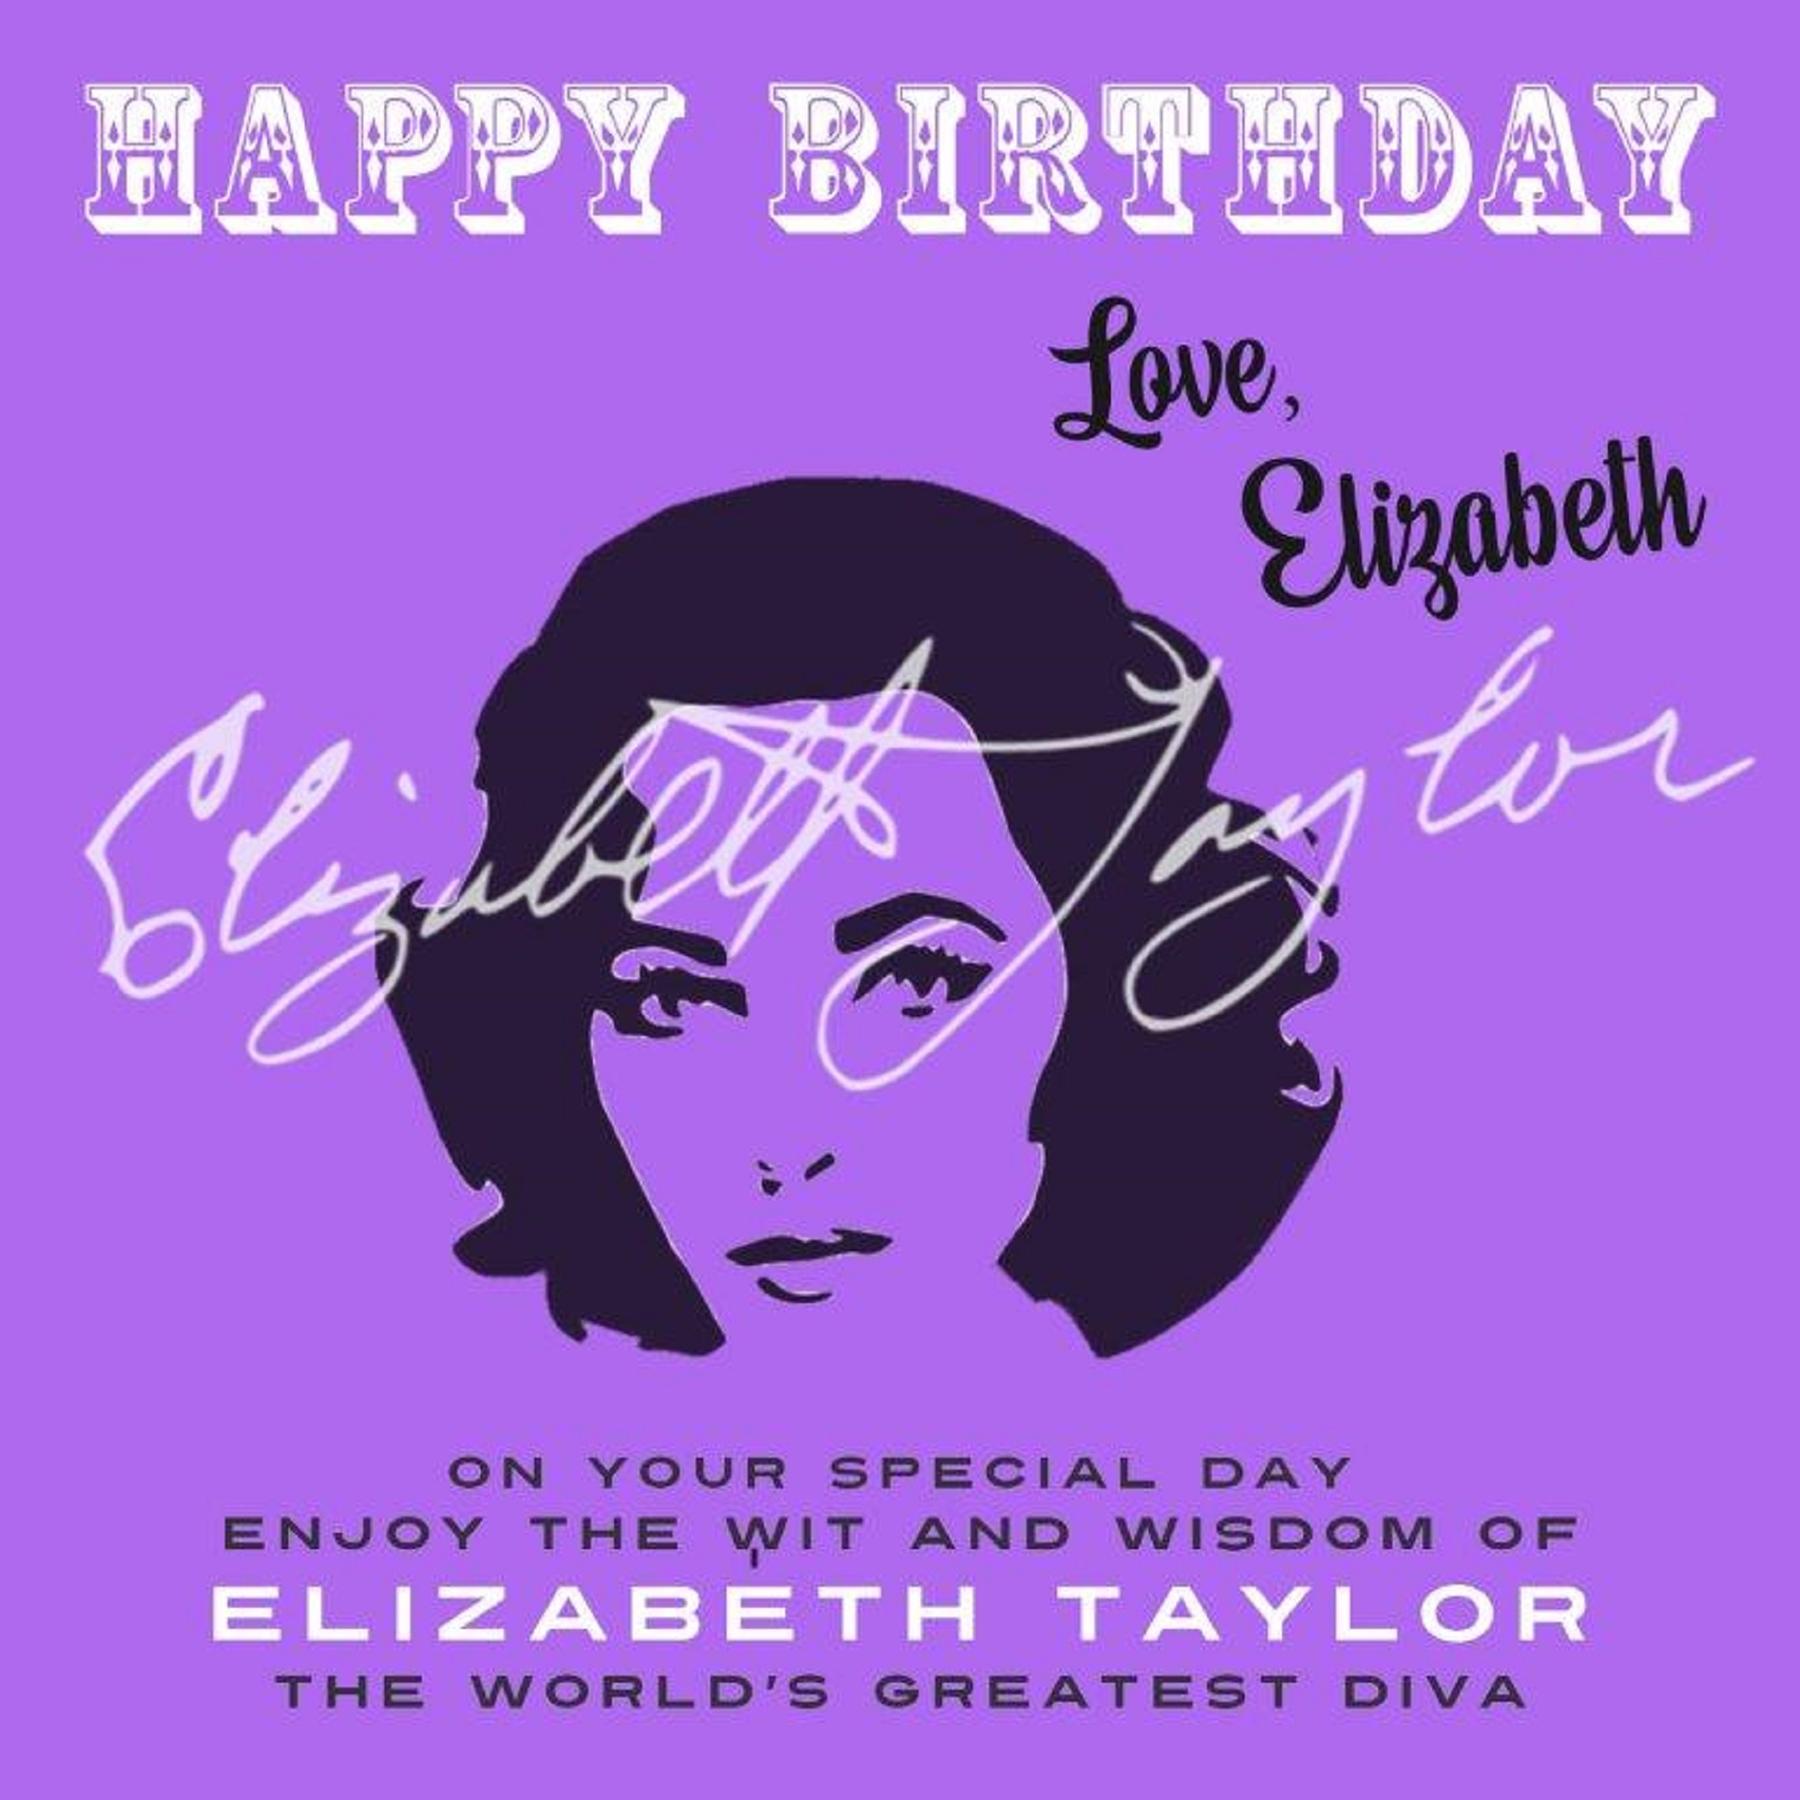 HAPPY BIRTHDAY
Love,
Elizabeth
Elizabeth Taylor
ON YOUR SPECIAL DAY
ENJOY THE WIT AND WISDOM OF
ELIZABETH TAYLOR
THE WORLD'S GREATEST DIVA